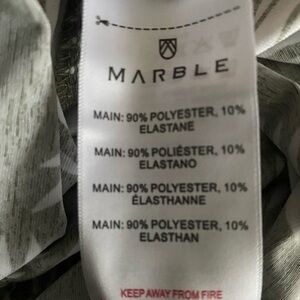 MARBLE
MAIN: 90% POLYESTER, 10%
ELASTANE
MAIN: 90% POLIÉSTER, 10%
ELASTANO
MAIN: 90% POLYESTER, 10%
ÉLASTHANNE
MAIN: 90% POLYESTER, 10%
ELASTHAN
KEEP AWAY FROM FIRE